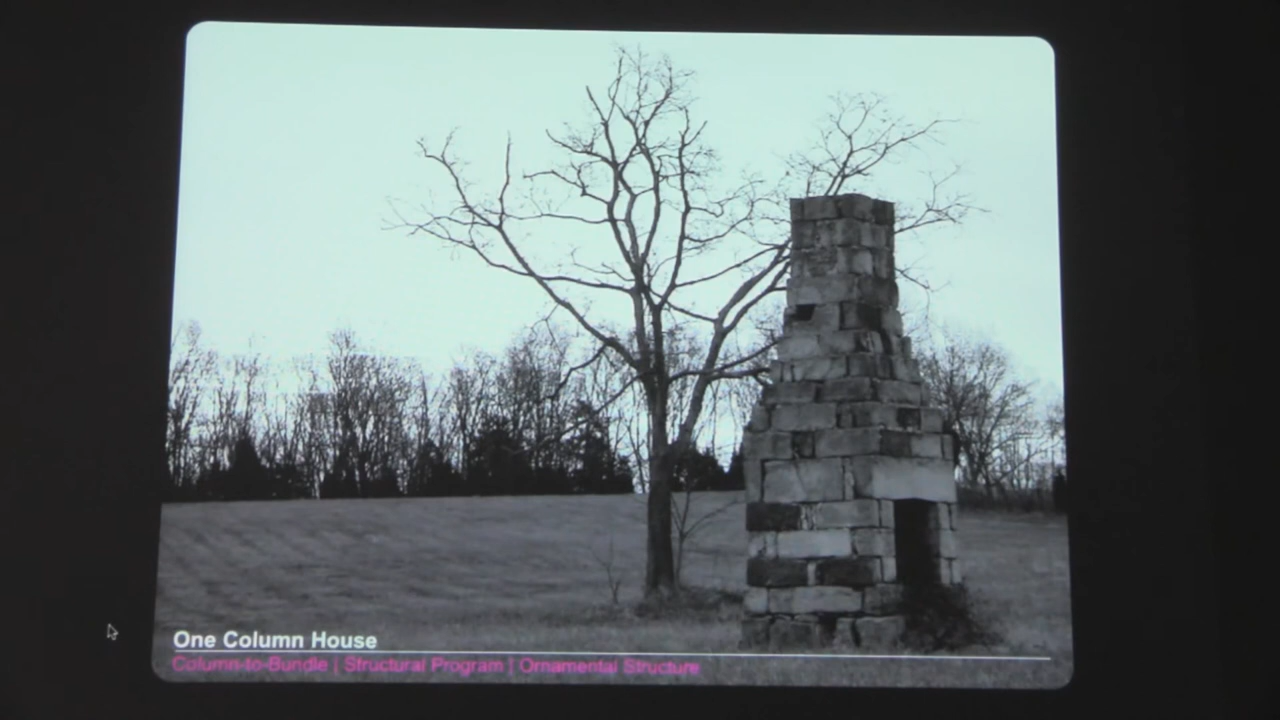 One Column House
Column-to-Bundle | Structural Program | Ornamental Structure